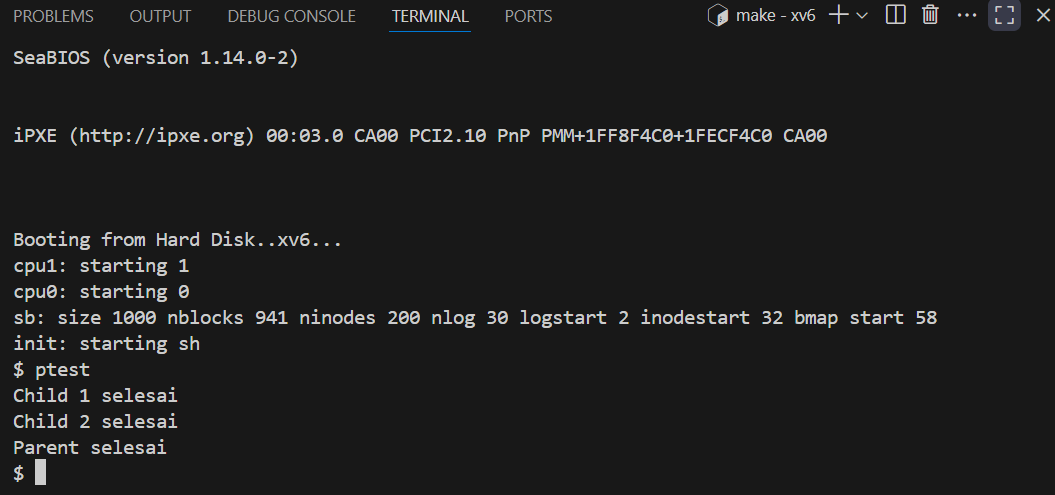 PROBLEMS OUTPUT DEBUG CONSOLE TERMINAL PORTS make - xv6
SeaBIOS (version 1.14.0-2)
iPXE (http://ipxe.org) 00:03.0 CA00 PCI2.10 PnP PMM+1FF8F4C0+1FECF4C0 CA00
Booting from Hard Disk..xv6...
cpu1: starting 1
cpu0: starting 0
sb: size 1000 nblocks 941 ninodes 200 nlog 30 logstart 2 inodestart 32 bmap start 58
init: starting sh
$ ptest
Child 1 selesai
Child 2 selesai
Parent selesai
$